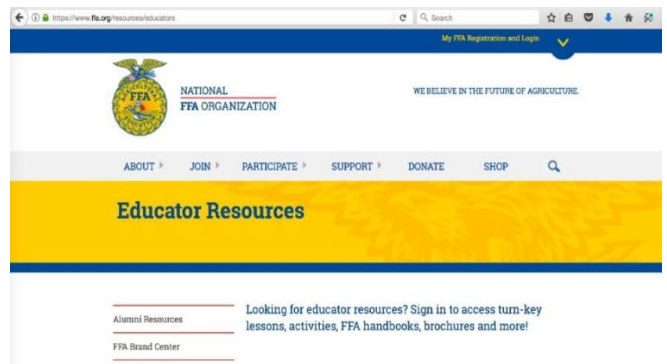 https://www.ffa.org/resources/educators
Search
My FFA Registration and Login
FFA
NATIONAL
FFA ORGANIZATION
WE BELIEVE IN THE FUTURE OF AGRICULTURE.
ABOUT JOIN PARTICIPATE SUPPORT DONATE SHOP
Educator Resources
Alumni Resources
FFA Brand Center
Looking for educator resources? Sign in to access turn-key
lessons, activities, FFA handbooks, brochures and more!